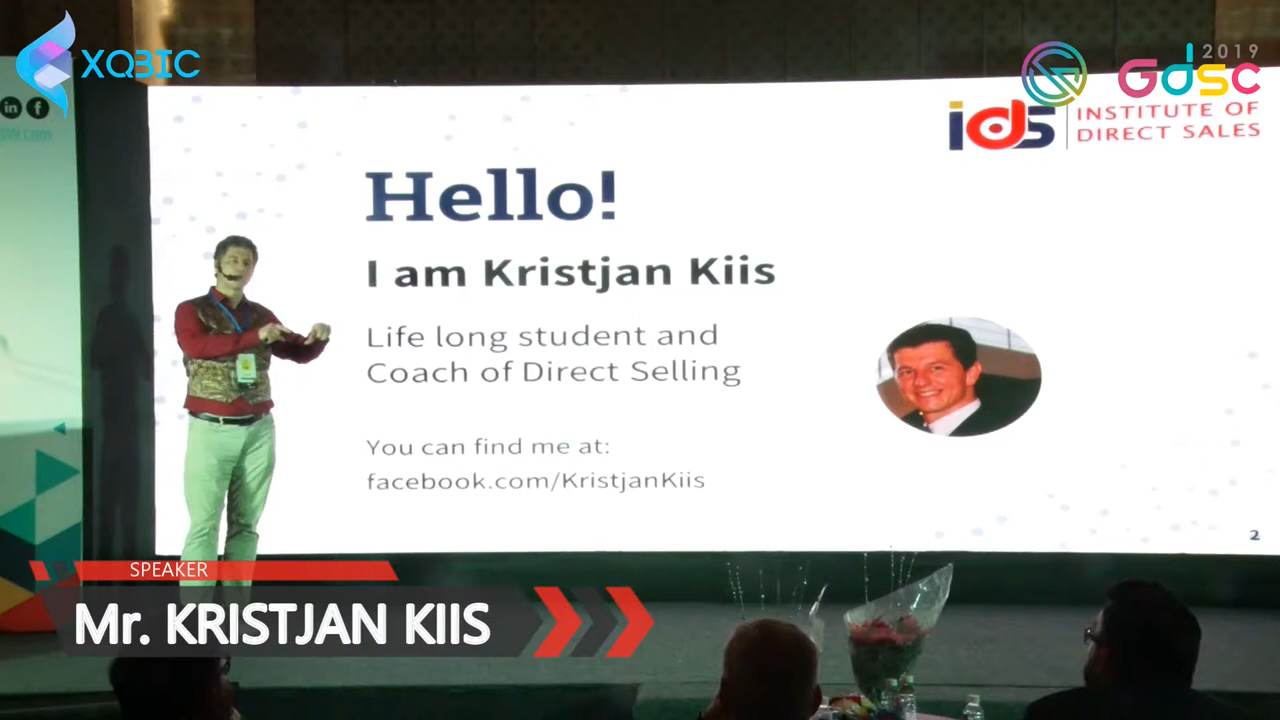 XQBIC
2019
GdSC
in f
ids
INSTITUTE OF
DIRECT SALES
Hello!
I am Kristjan Kiis
Life long student and
Coach of Direct Selling
You can find me at:
facebook.com/KristjanKiis
2
SPEAKER
Mr. KRISTJAN KIIS